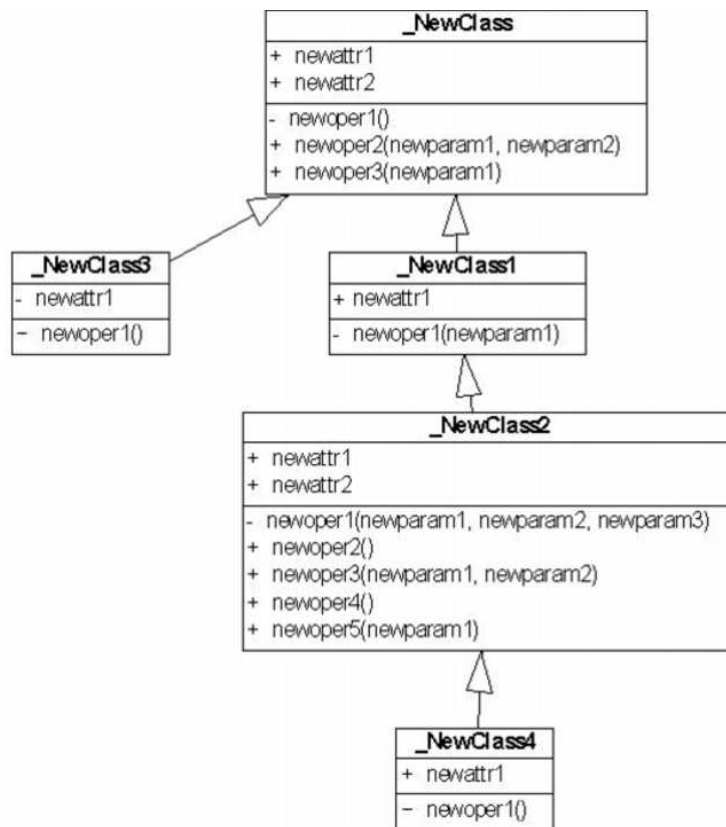 _NewClass
+ newattr1
+ newattr2
- newoper1()
+ newoper2(newparam1, newparam2)
+ newoper3(newparam1)
_NewClass3
- newattr1
− newoper1()
_NewClass1
+ newattr1
- newoper1(newparam1)
_NewClass2
+ newattr1
+ newattr2
- newoper1(newparam1, newparam2, newparam3)
+ newoper2()
+ newoper3(newparam1, newparam2)
+ newoper4()
+ newoper5(newparam1)
_NewClass4
+ newattr1
− newoper1()